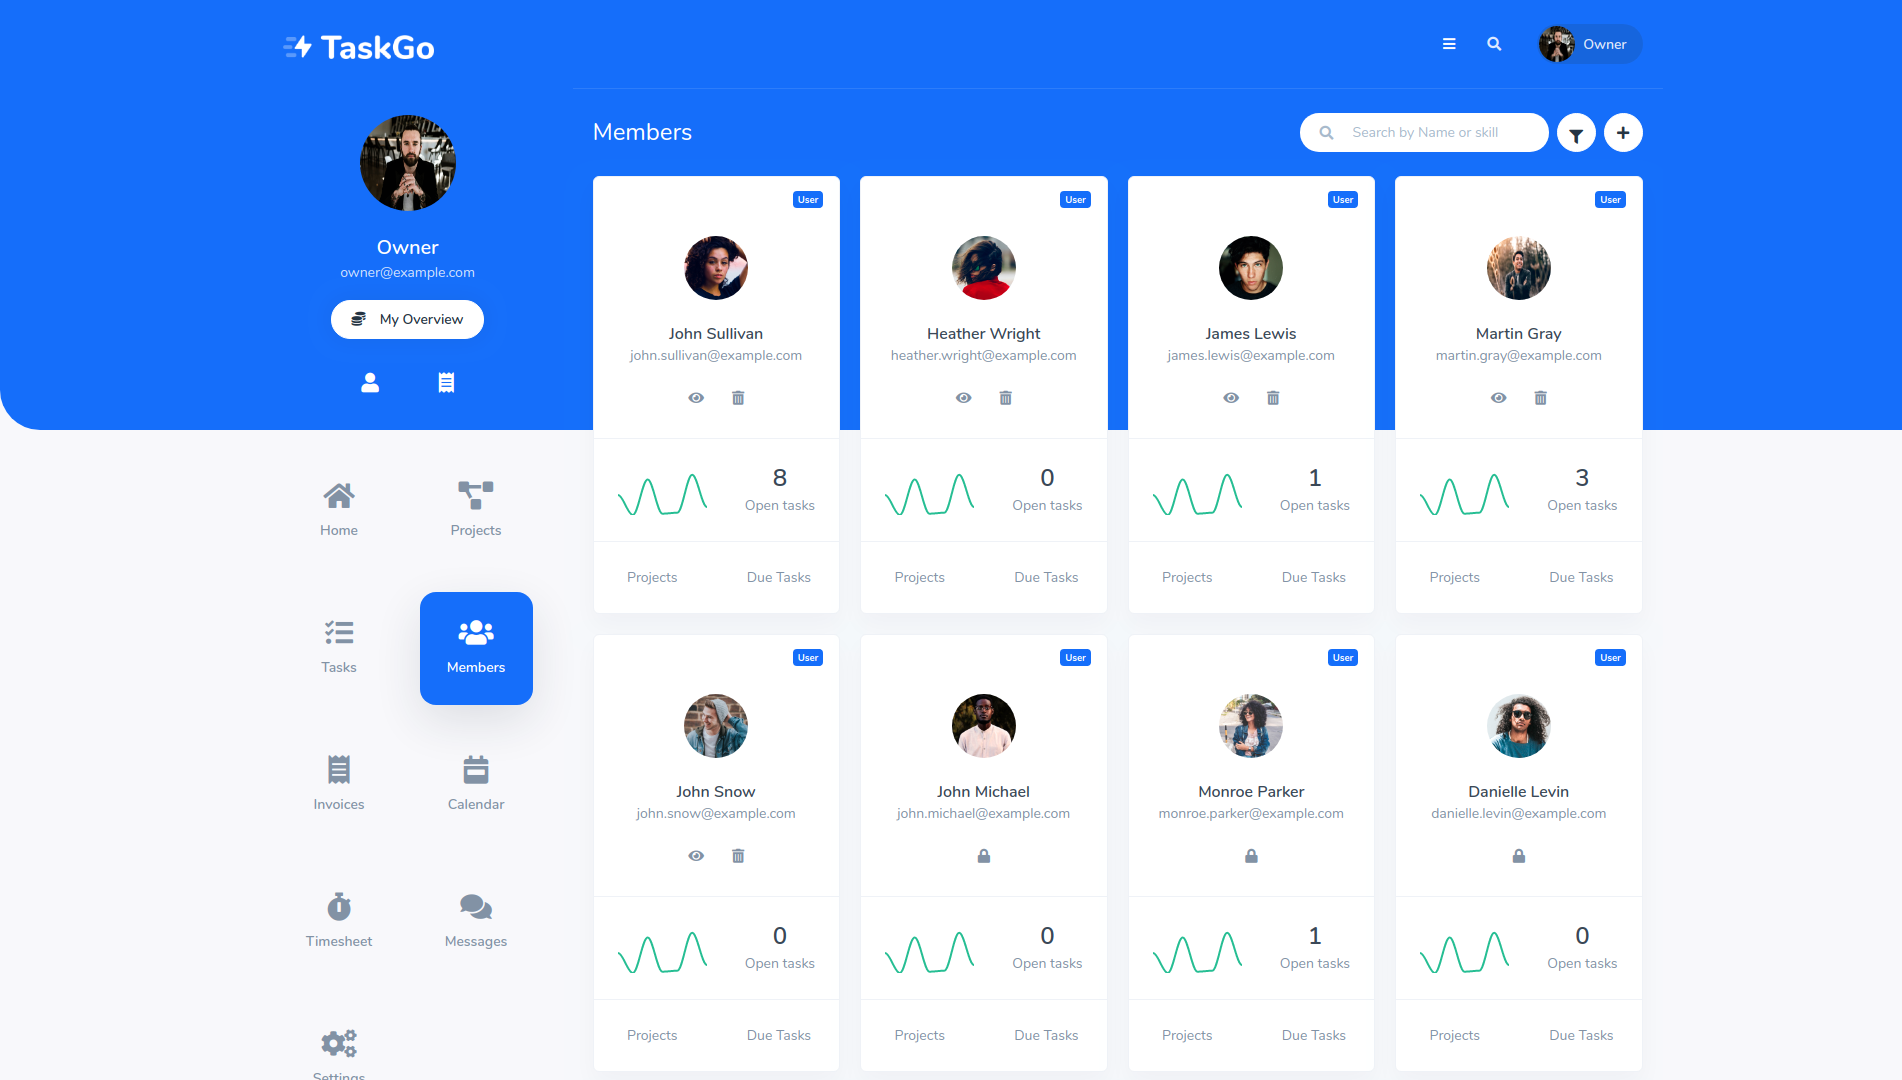 TaskGo
Owner
Owner
owner@example.com
My Overview
Home
Projects
Tasks
Members
Invoices
Calendar
Timesheet
Messages
Settings
Members
Search by Name or skill
User
John Sullivan
john.sullivan@example.com
8
Open tasks
Projects
Due Tasks
User
Heather Wright
heather.wright@example.com
0
Open tasks
Projects
Due Tasks
User
James Lewis
james.lewis@example.com
1
Open tasks
Projects
Due Tasks
User
Martin Gray
martin.gray@example.com
3
Open tasks
Projects
Due Tasks
User
John Snow
john.snow@example.com
0
Open tasks
Projects
Due Tasks
User
John Michael
john.michael@example.com
0
Open tasks
Projects
Due Tasks
User
Monroe Parker
monroe.parker@example.com
1
Open tasks
Projects
Due Tasks
User
Danielle Levin
danielle.levin@example.com
0
Open tasks
Projects
Due Tasks